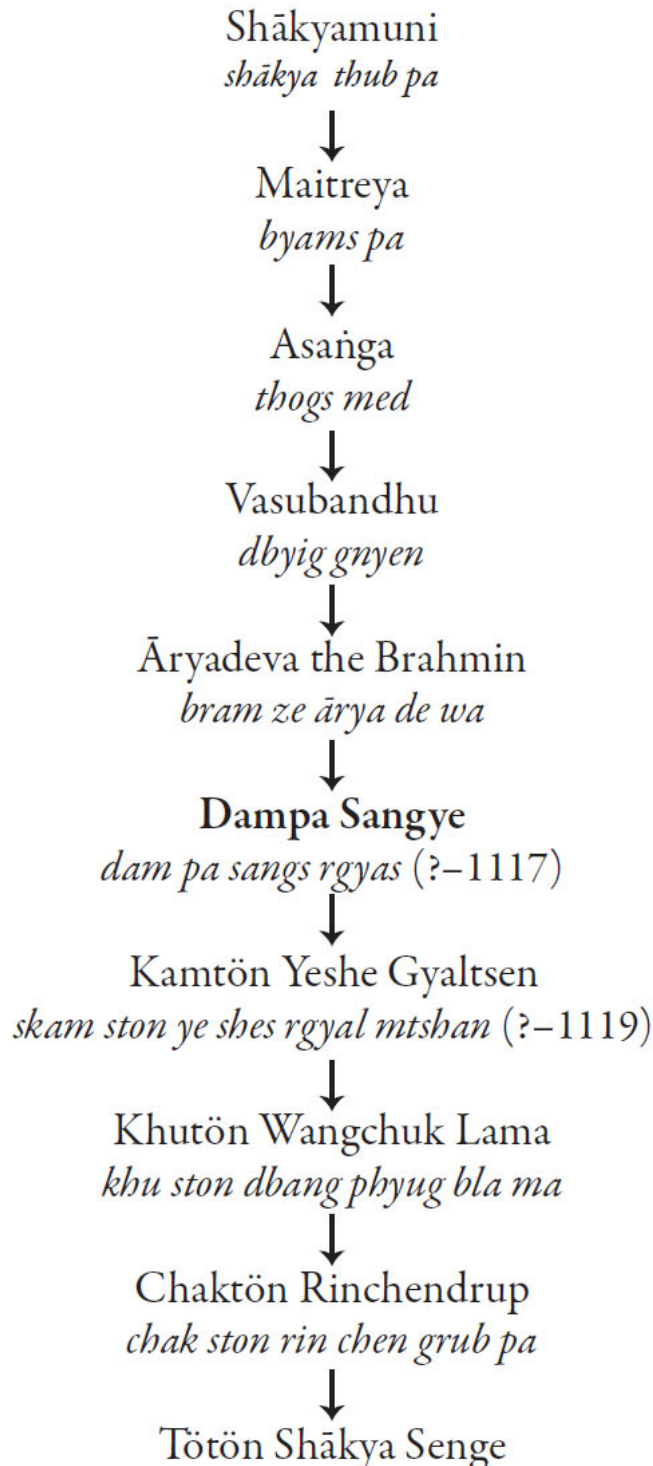 Shākyamuni
shākya thub pa
Maitreya
byams pa
Asaṅga
thogs med
Vasubandhu
dbyig gnyen
Āryadeva the Brahmin
bram ze ārya de wa
Dampa Sangye
dam pa sangs rgyas (?–1117)
Kamtön Yeshe Gyaltsen
skam ston ye shes rgyal mtshan (?–1119)
Khutön Wangchuk Lama
khu ston dbang phyug bla ma
Chaktön Rinchendrup
chak ston rin chen grub pa
Tötön Shākya Senge